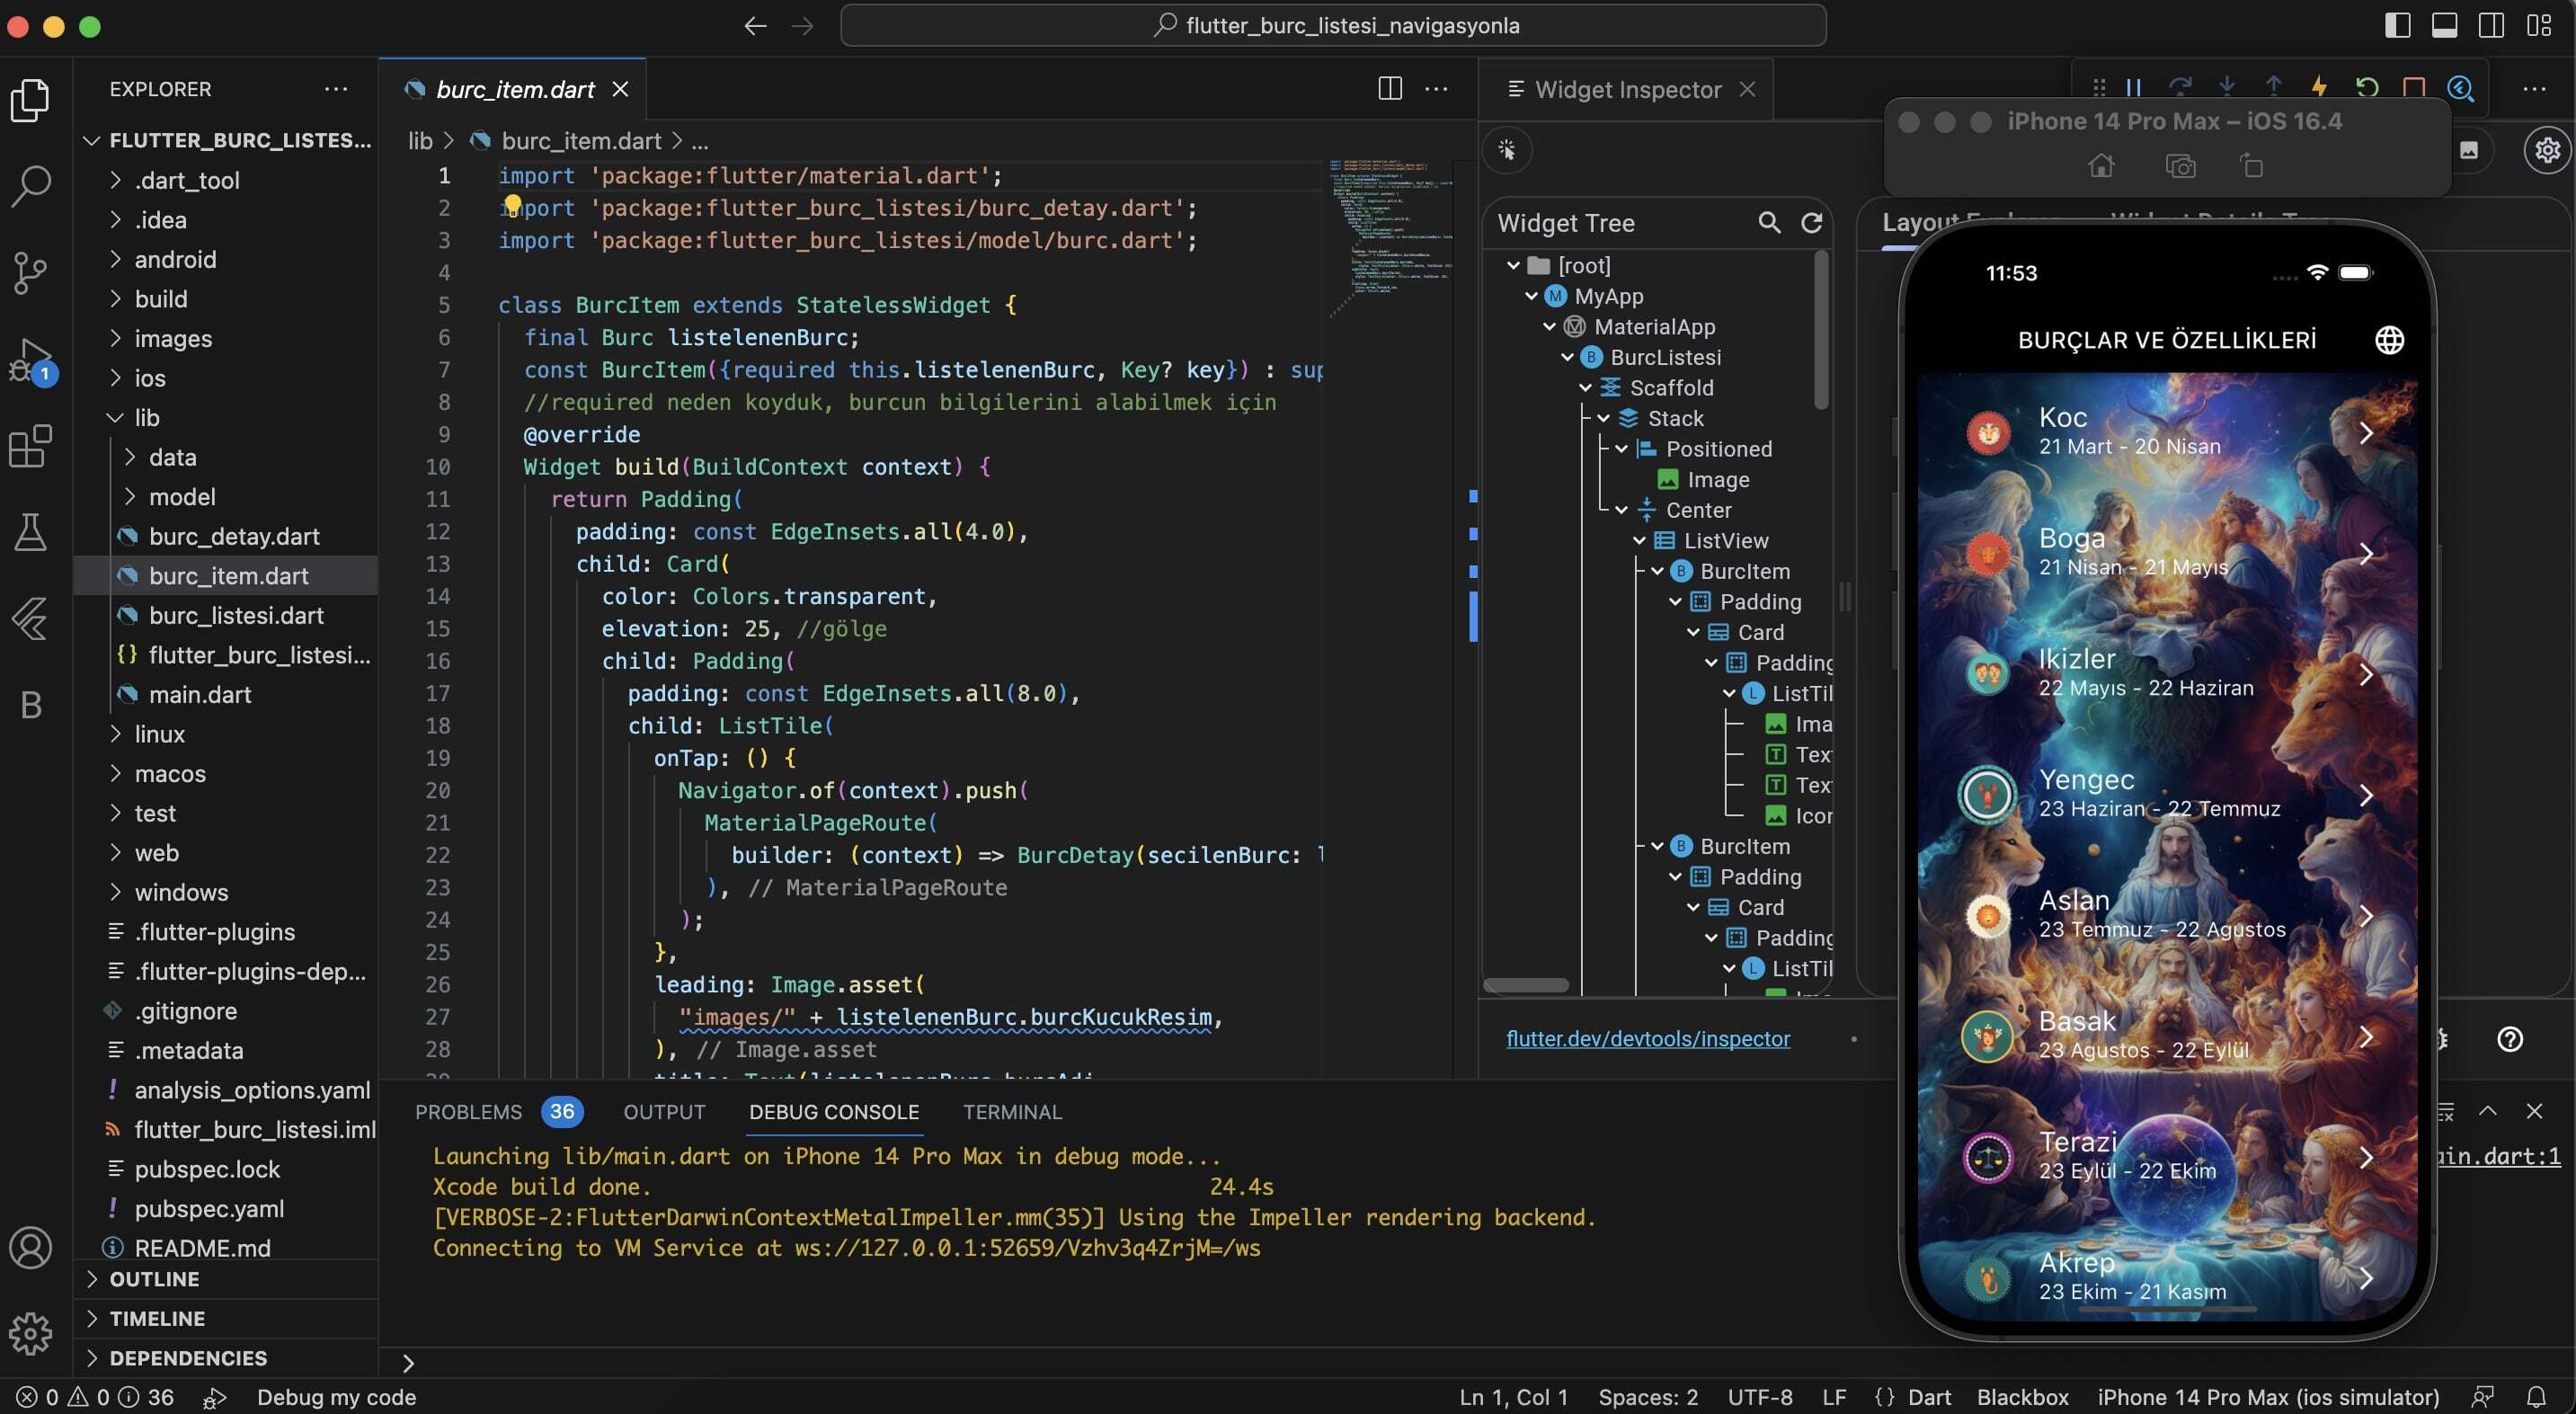 flutter_burc_listesi_navigasyonla
EXPLORER
FLUTTER_BURC_LISTES...
.dart_tool
.idea
android
build
images
ios
lib
data
model
burc_detay.dart
burc_item.dart
burc_listesi.dart
{} flutter_burc_listesi...
main.dart
linux
macos
test
web
windows
.flutter-plugins
.flutter-plugins-dep...
.gitignore
.metadata
! analysis_options.yaml
flutter_burc_listesi.iml
pubspec.lock
! pubspec.yaml
README.md
OUTLINE
TIMELINE
DEPENDENCIES
1
B
burc_item.dart
lib > burc_item.dart > ...
1 import 'package:flutter/material.dart';
2 import 'package:flutter_burc_listesi/burc_detay.dart';
3 import 'package:flutter_burc_listesi/model/burc.dart';
4
5 class BurcItem extends StatelessWidget {
6 final Burc listelenenBurc;
7 const BurcItem({required this.listelenenBurc, Key? key}) : sup
8 //required neden koyduk, burcun bilgilerini alabilmek için
9 @override
10 Widget build(BuildContext context) {
11 return Padding(
12 padding: const EdgeInsets.all(4.0),
13 child: Card(
14 color: Colors.transparent,
15 elevation: 25, //gölge
16 child: Padding(
17 padding: const EdgeInsets.all(8.0),
18 child: ListTile(
19 onTap: () {
20 Navigator.of(context).push(
21 MaterialPageRoute(
22 builder: (context) => BurcDetay(secilenBurc: l
23 ), // MaterialPageRoute
24 );
25 },
26 leading: Image.asset(
27 "images/" + listelenenBurc.burcKucukResim,
28 ), // Image.asset
29 title: Text(listelenenBurc.burcAdi
Widget Inspector
Widget Tree
[root]
M MyApp
MaterialApp
B BurcListesi
Scaffold
Stack
Positioned
Image
Center
ListView
B BurcItem
Padding
Card
Padding
L ListTil
Ima
T Tex
T Tex
Icor
B BurcItem
Padding
Card
Padding
L ListTil
flutter.dev/devtools/inspector
iPhone 14 Pro Max – iOS 16.4
11:53
BURÇLAR VE ÖZELLİKLERİ
Koc
21 Mart - 20 Nisan
Boga
21 Nisan - 21 Mayıs
Ikizler
22 Mayıs - 22 Haziran
Yengec
23 Haziran - 22 Temmuz
Aslan
23 Temmuz - 22 Agustos
Basak
23 Agustos - 22 Eylül
Terazi
23 Eylül - 22 Ekim
Akrep
23 Ekim - 21 Kasım
PROBLEMS 36 OUTPUT DEBUG CONSOLE TERMINAL
Launching lib/main.dart on iPhone 14 Pro Max in debug mode...
Xcode build done. 24.4s
[VERBOSE-2:FlutterDarwinContextMetalImpeller.mm(35)] Using the Impeller rendering backend.
Connecting to VM Service at ws://127.0.0.1:52659/Vzhv3q4ZrjM=/ws
ain.dart:1
0 0 36 Debug my code
Ln 1, Col 1 Spaces: 2 UTF-8 LF {} Dart Blackbox iPhone 14 Pro Max (ios simulator)